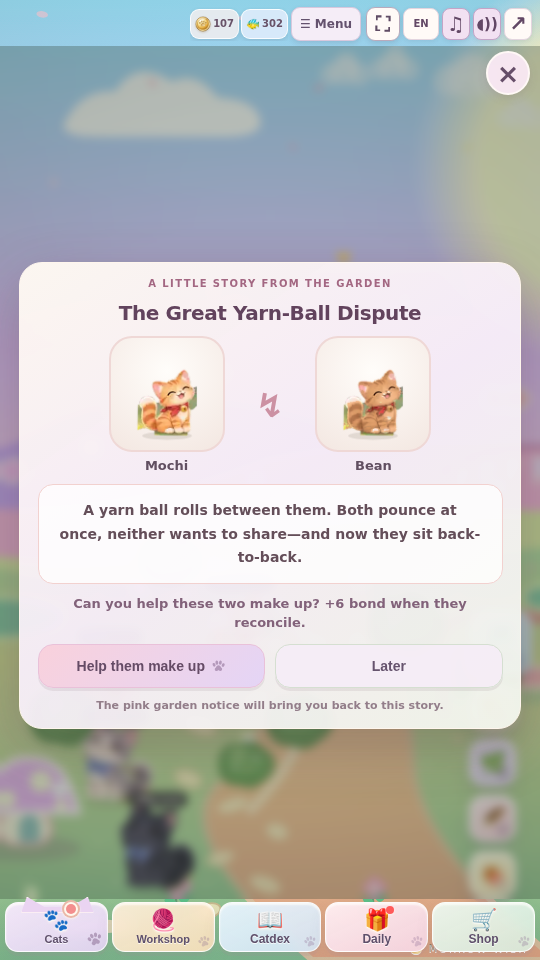 107
302
☰ Menu
EN
A LITTLE STORY FROM THE GARDEN
The Great Yarn-Ball Dispute
Mochi
Bean
A yarn ball rolls between them. Both pounce at
once, neither wants to share—and now they sit back-
to-back.
Can you help these two make up? +6 bond when they
reconcile.
Help them make up
Later
The pink garden notice will bring you back to this story.
Cats
Workshop
Catdex
Daily
Shop